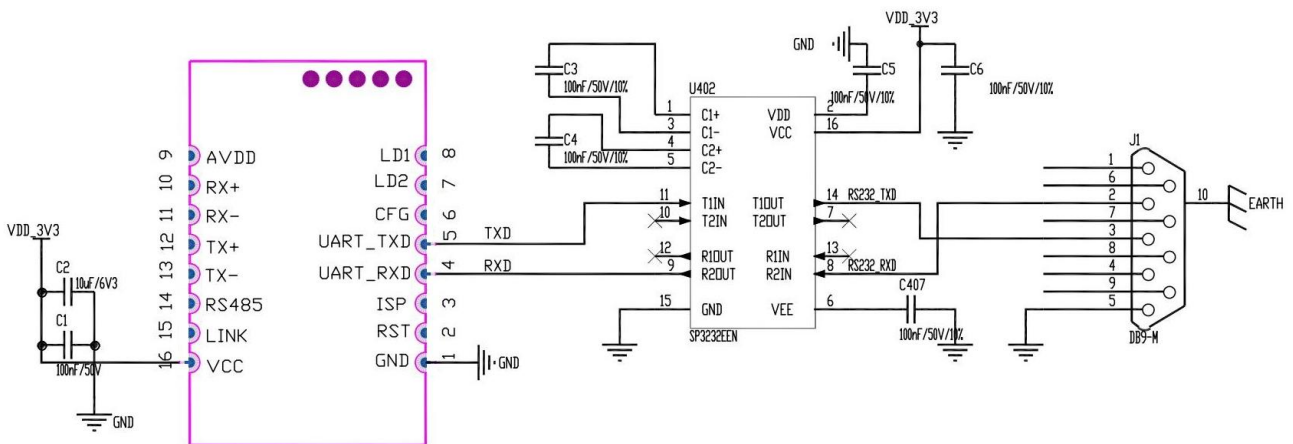 VDD_3V3
GND
C3
100nF/50V/10%
C5
100nF/50V/10%
C6
100nF/50V/10%
U402
C4
100nF/50V/10%
1 C1+ VDD 2
3 C1- VCC 16
4 C2+
5 C2-
11 T1IN T1OUT 14 RS232_TXD
10 T2IN T2OUT 7
12 R1OUT R1IN 13
9 R2OUT R2IN 8 RS232_RXD
15 GND VEE 6
SP3232EEN
C407
100nF/50V/10%
J1
1
6
2
7
3
8
4
9
5
10 EARTH
DB9-M
9 AVDD LD1 8
10 RX+ LD2 7
11 RX- CFG 6
12 TX+ UART_TXD 5 TXD
13 TX- UART_RXD 4 RXD
14 RS485 ISP 3
15 LINK RST 2
16 VCC GND 1 GND
VDD_3V3
C2
10uF/6V3
C1
100nF/50V
GND